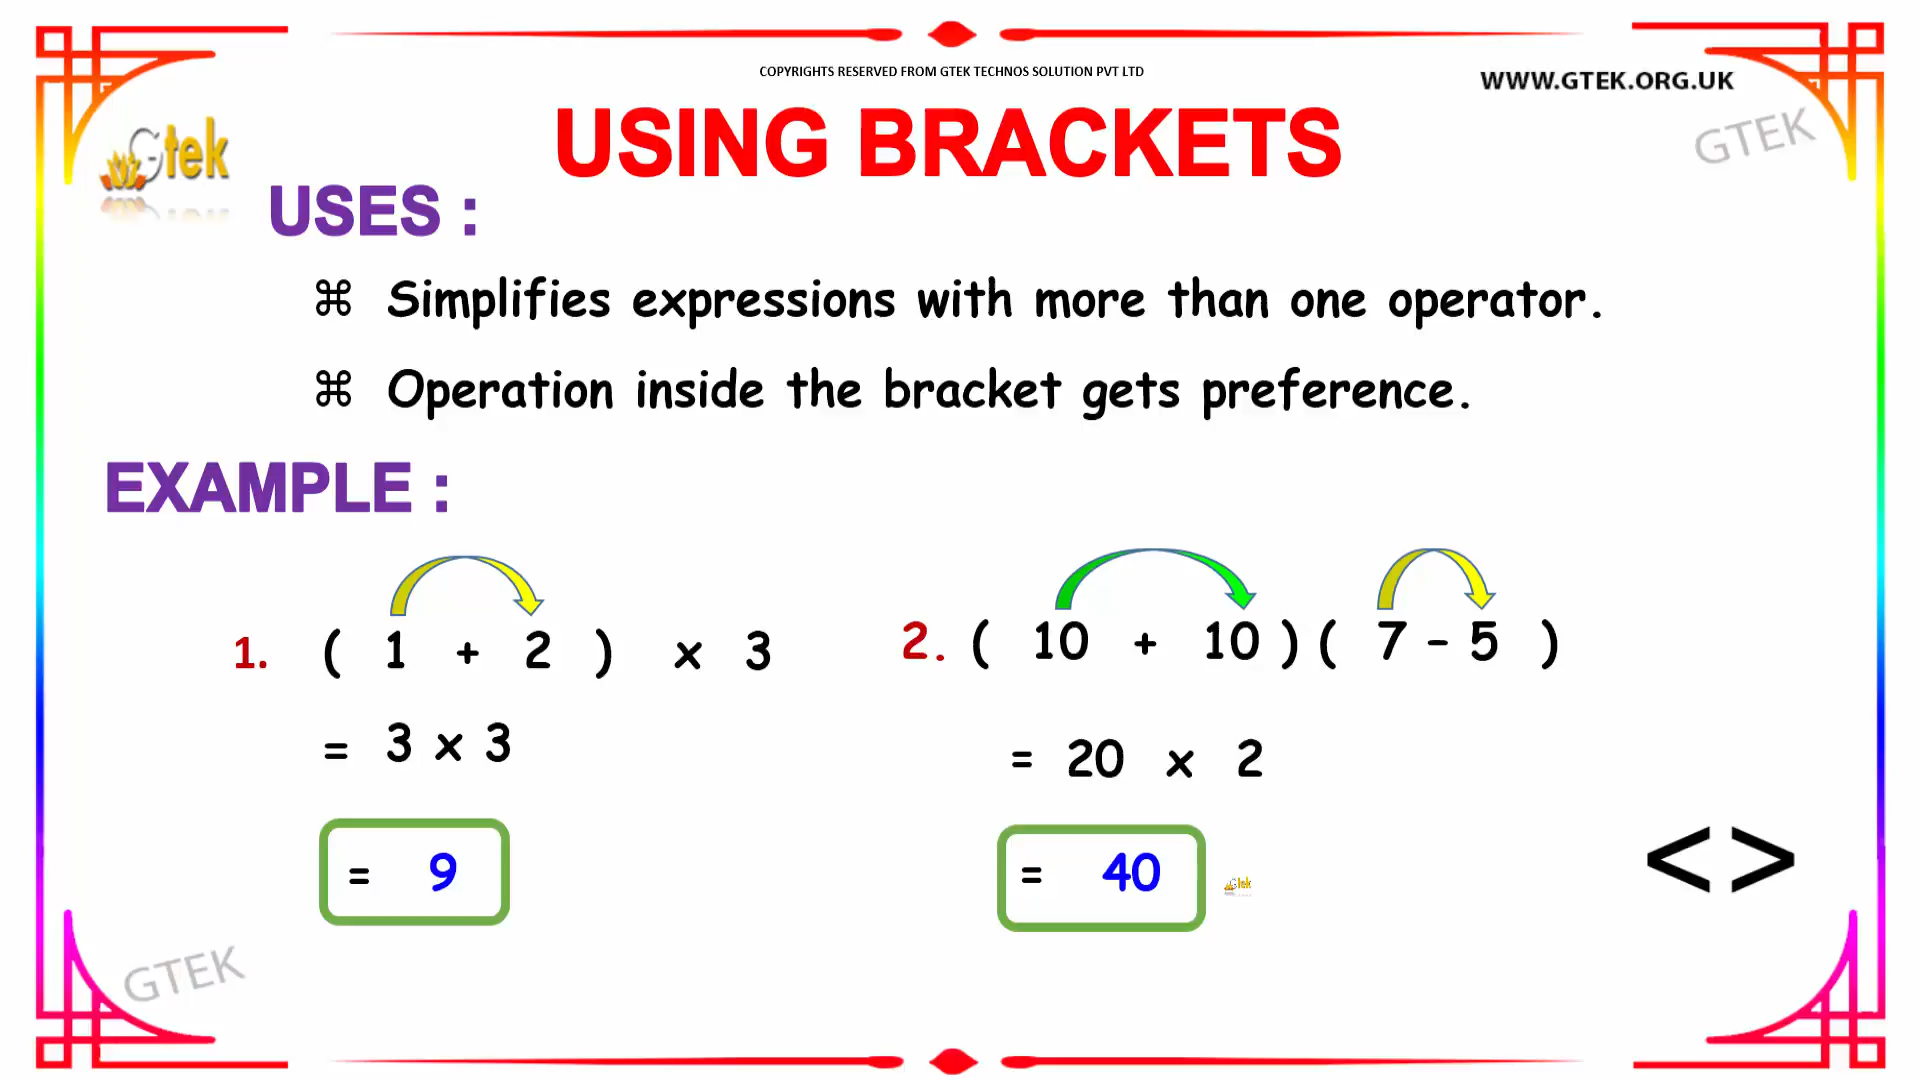 COPYRIGHTS RESERVED FROM GTEK TECHNOS SOLUTION PVT LTD
WWW.GTEK.ORG.UK
GTEK
Gtek
USING BRACKETS
USES :
⌘ Simplifies expressions with more than one operator.
⌘ Operation inside the bracket gets preference.
EXAMPLE :
1. ( 1 + 2 ) x 3
= 3 x 3
= 9
2. ( 10 + 10 ) ( 7 - 5 )
= 20 x 2
= 40
Gtek
< >
GTEK